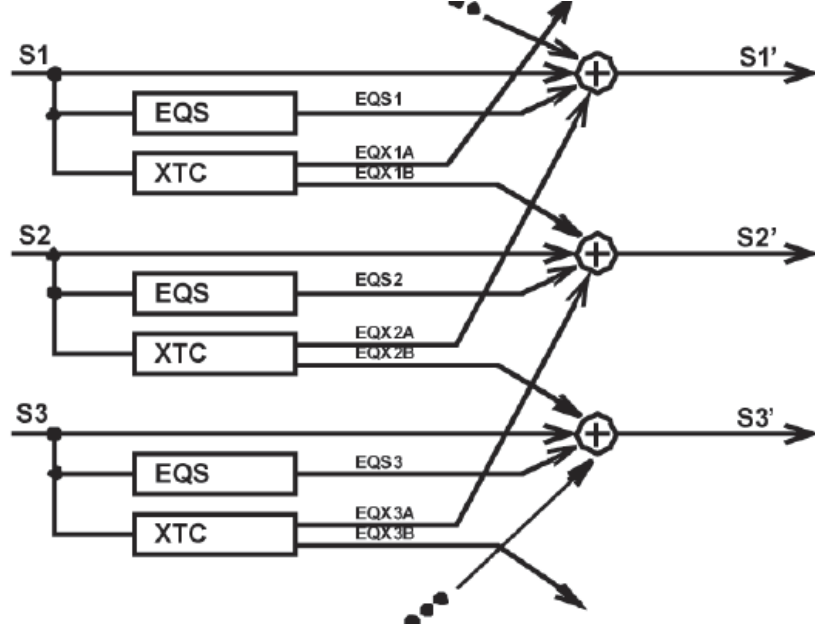 S1 S1'
EQS EQS1
XTC EQX1A
EQX1B
S2 S2'
EQS EQS2
XTC EQX2A
EQX2B
S3 S3'
EQS EQS3
XTC EQX3A
EQX3B